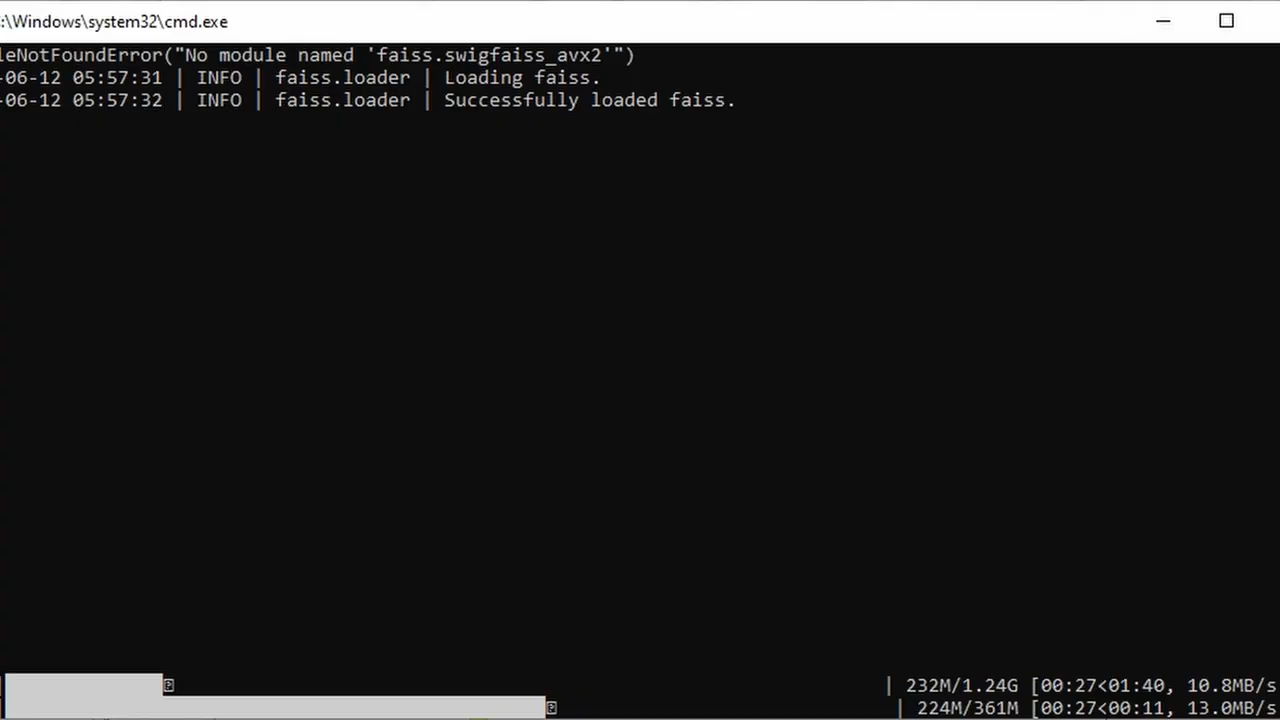 :\Windows\system32\cmd.exe
leNotFoundError("No module named 'faiss.swigfaiss_avx2'")
-06-12 05:57:31 | INFO | faiss.loader | Loading faiss.
-06-12 05:57:32 | INFO | faiss.loader | Successfully loaded faiss.
| 232M/1.24G [00:27<01:40, 10.8MB/s
| 224M/361M [00:27<00:11, 13.0MB/s